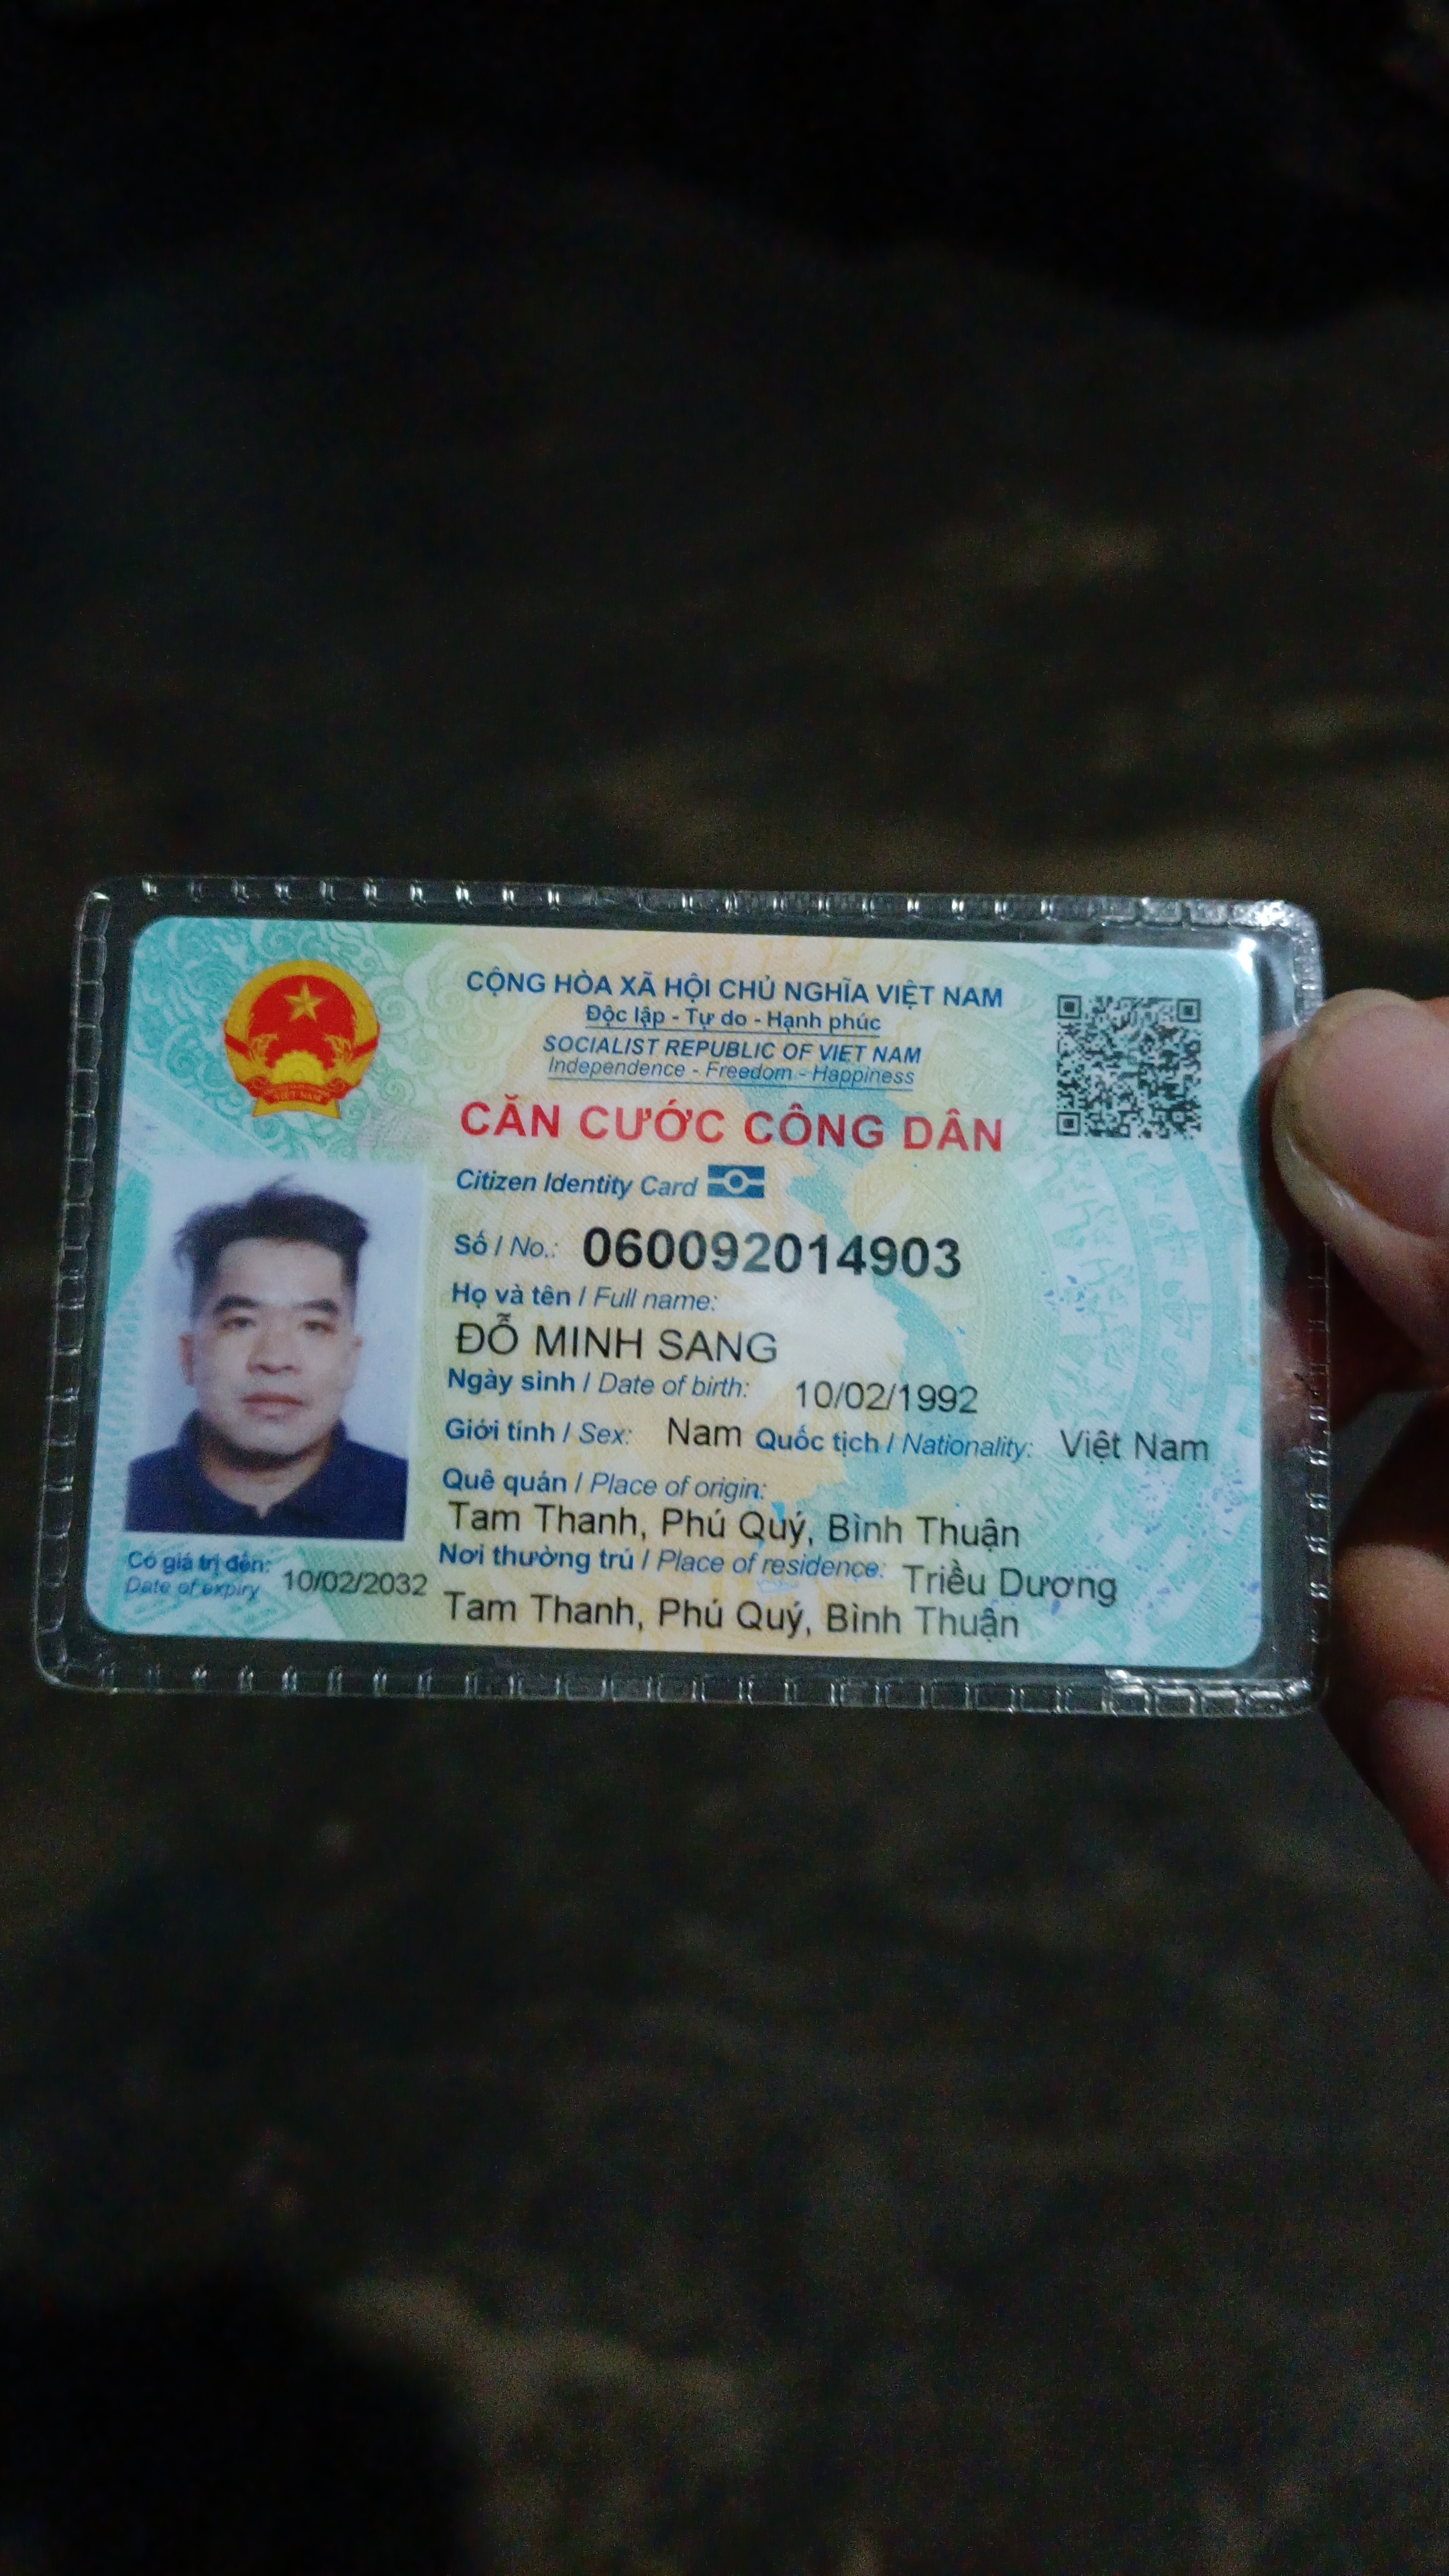 CỘNG HÒA XÃ HỘI CHỦ NGHĨA VIỆT NAM
Độc lập - Tự do - Hạnh phúc
SOCIALIST REPUBLIC OF VIET NAM
Independence - Freedom - Happiness
CĂN CƯỚC CÔNG DÂN
Citizen Identity Card
Số / No.: 060092014903
Họ và tên / Full name:
ĐỖ MINH SANG
Ngày sinh / Date of birth: 10/02/1992
Giới tính / Sex: Nam Quốc tịch / Nationality: Việt Nam
Quê quán / Place of origin:
Tam Thanh, Phú Quý, Bình Thuận
Nơi thường trú / Place of residence: Triều Dương
Tam Thanh, Phú Quý, Bình Thuận
Có giá trị đến: 10/02/2032
Date of expiry
VIỆT NAM